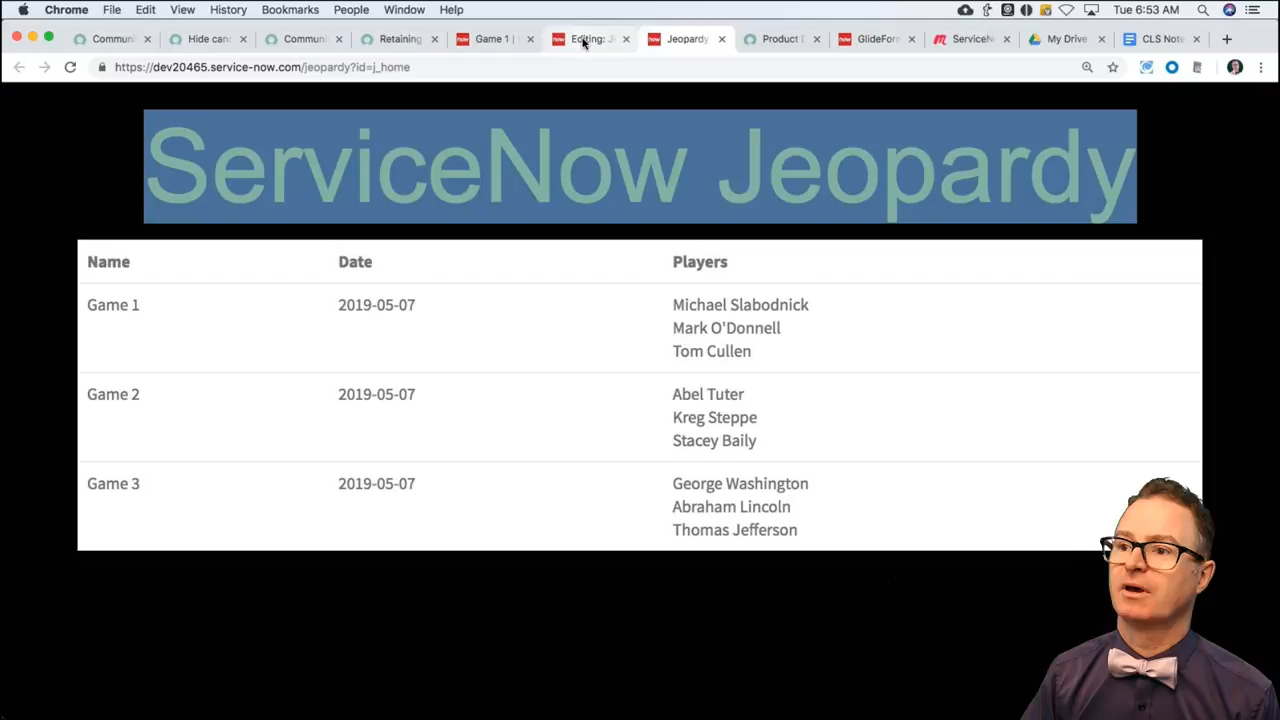 Chrome File Edit View History Bookmarks People Window Help Tue 6:53 AM
Communi Hide canc Communi Retaining Game 1 | Editing: J Jeopardy Product D GlideForm ServiceN My Drive CLS Note
https://dev20465.service-now.com/jeopardy?id=j_home
ServiceNow Jeopardy
Name Date Players
Game 1 2019-05-07 Michael Slabodnick
Mark O'Donnell
Tom Cullen
Game 2 2019-05-07 Abel Tuter
Kreg Steppe
Stacey Baily
Game 3 2019-05-07 George Washington
Abraham Lincoln
Thomas Jefferson